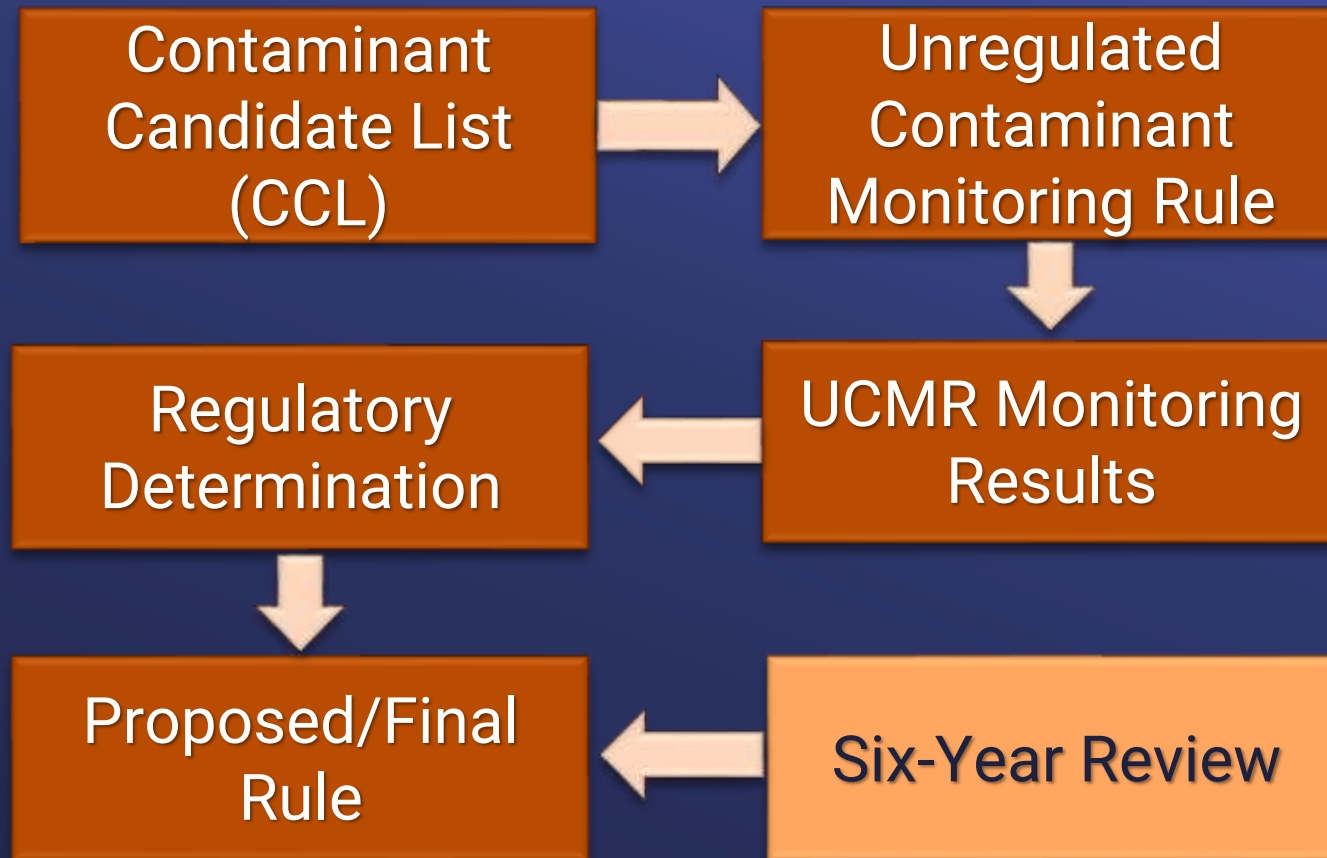 Contaminant
Candidate List
(CCL)
Unregulated
Contaminant
Monitoring Rule
Regulatory
Determination
UCMR Monitoring
Results
Proposed/Final
Rule
Six-Year Review